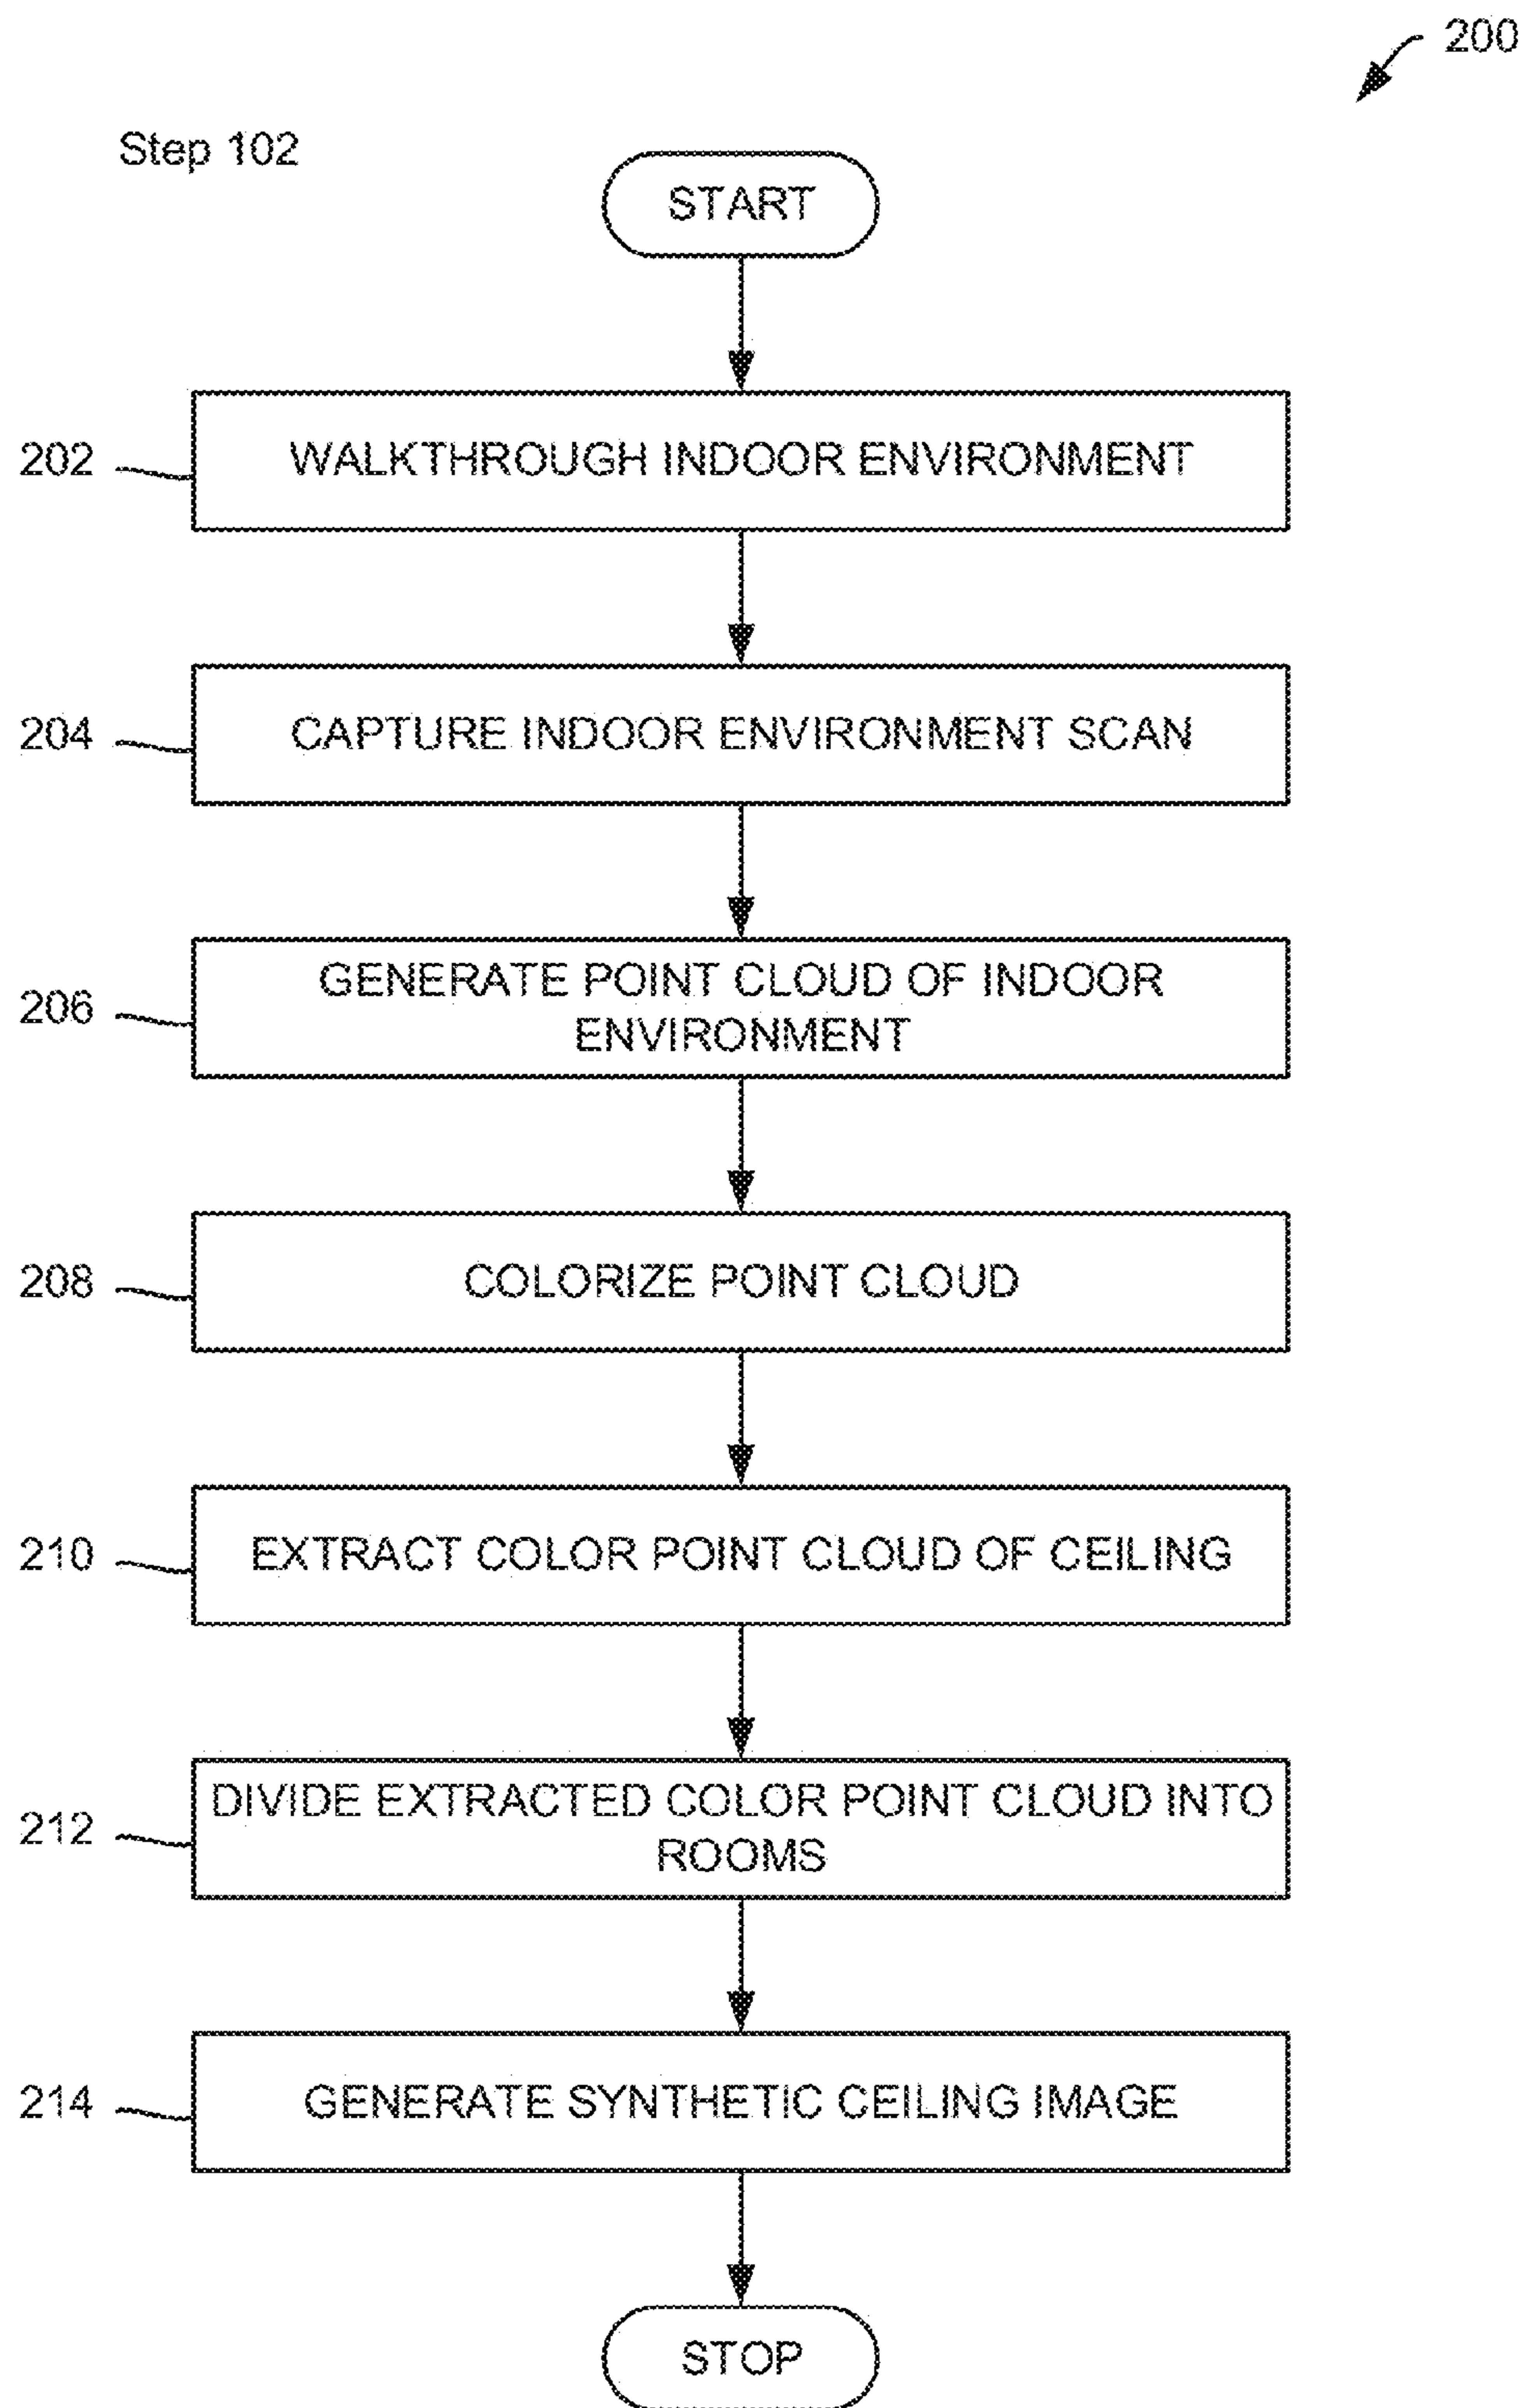 200
Step 102
START
202
WALKTHROUGH INDOOR ENVIRONMENT
204
CAPTURE INDOOR ENVIRONMENT SCAN
206
GENERATE POINT CLOUD OF INDOOR
ENVIRONMENT
208
COLORIZE POINT CLOUD
210
EXTRACT COLOR POINT CLOUD OF CEILING
212
DIVIDE EXTRACTED COLOR POINT CLOUD INTO
ROOMS
214
GENERATE SYNTHETIC CEILING IMAGE
STOP